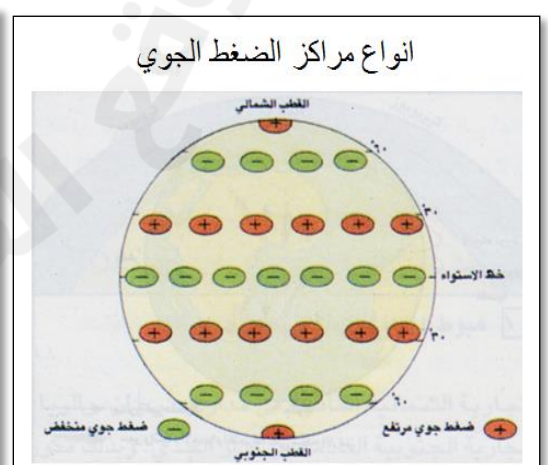 انواع مراكز الضغط الجوي
القطب الشمالي
+
− − − −
٦٠°
٣٠°
+ + + + + +
− − − − − − −
خط الاستواء
+ + + + + +
٣٠°
− − − −
٦٠°
+ ضغط جوي مرتفع
− ضغط جوي منخفض
+
القطب الجنوبي